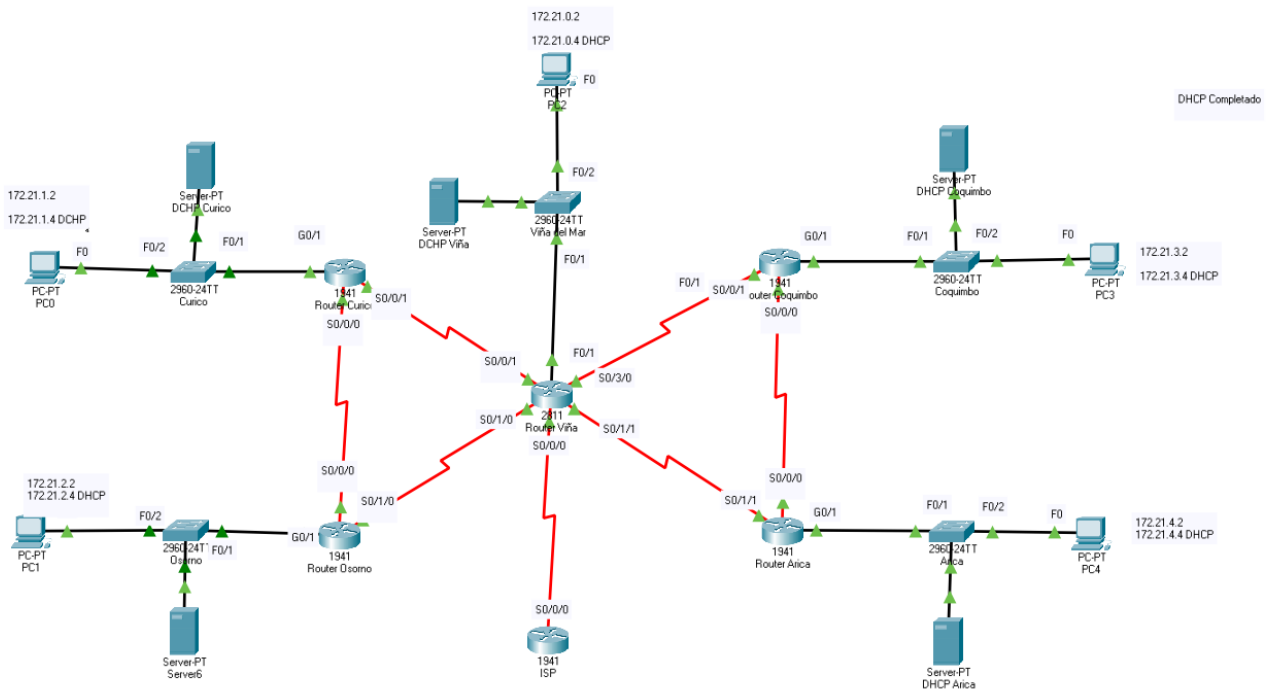 172.21.0.2
172.21.0.4 DHCP
F0
PC-PT
PC2
DHCP Completado
Server-PT
DCHP Curico
172.21.1.2
172.21.1.4 DCHP
F0
F0/2
F0/1
G0/1
PC-PT
PC0
2960-24TT
Curico
1941
Router Curico
S0/0/1
S0/0/0
F0/2
Server-PT
DCHP Viña
2960-24TT
Viña del Mar
F0/1
Server-PT
DHCP Coquimbo
G0/1
F0/1
F0/2
F0
172.21.3.2
172.21.3.4 DHCP
F0/1
S0/0/1
1941
outer Coquimbo
S0/0/0
2960-24TT
Coquimbo
PC-PT
PC3
S0/0/1
F0/1
S0/3/0
2811
Router Viña
S0/1/0
S0/1/1
S0/0/0
172.21.2.2
172.21.2.4 DHCP
F0/2
PC-PT
PC1
2960-24TT
Osorno
F0/1
G0/1
S0/0/0
S0/1/0
1941
Router Osorno
Server-PT
Server6
S0/0/0
1941
ISP
S0/0/0
S0/1/1
G0/1
1941
Router Arica
F0/1
F0/2
F0
2960-24TT
Arica
PC-PT
PC4
172.21.4.2
172.21.4.4 DHCP
Server-PT
DHCP Arica